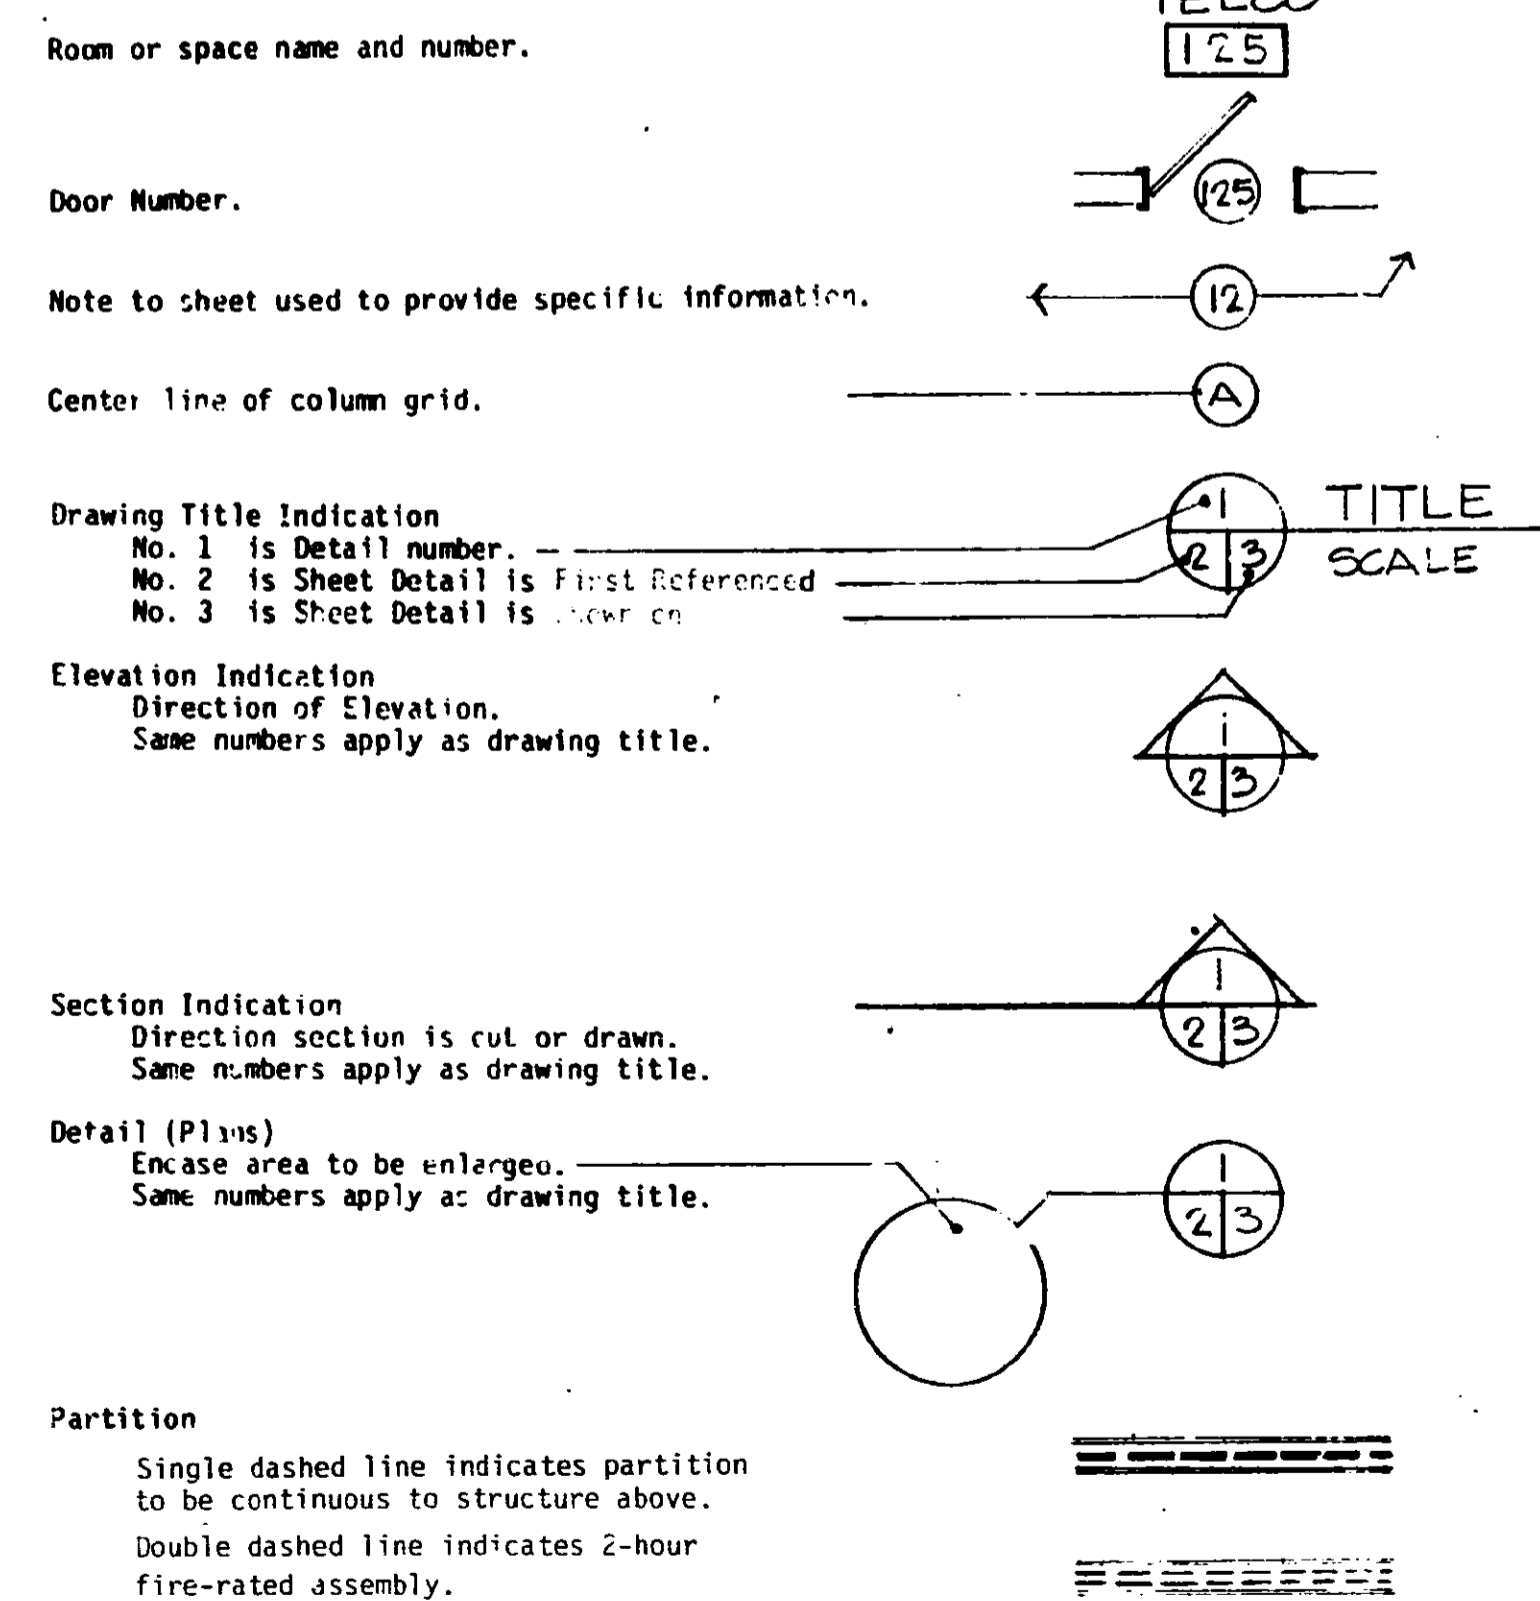 TELCO
Room or space name and number.
125
Door Number.
125
Note to sheet used to provide specific information.
12
Center line of column grid.
A
Drawing Title Indication
1
TITLE
No. 1 is Detail number.
2 3
SCALE
No. 2 is Sheet Detail is First Referenced
No. 3 is Sheet Detail is shown on
Elevation Indication
Direction of Elevation.
Same numbers apply as drawing title.
1
2 3
Section Indication
Direction section is cut or drawn.
Same numbers apply as drawing title.
1
2 3
Detail (Plans)
Encase area to be enlarged.
Same numbers apply as drawing title.
1
2 3
Partition
Single dashed line indicates partition
to be continuous to structure above.
Double dashed line indicates 2-hour
fire-rated assembly.